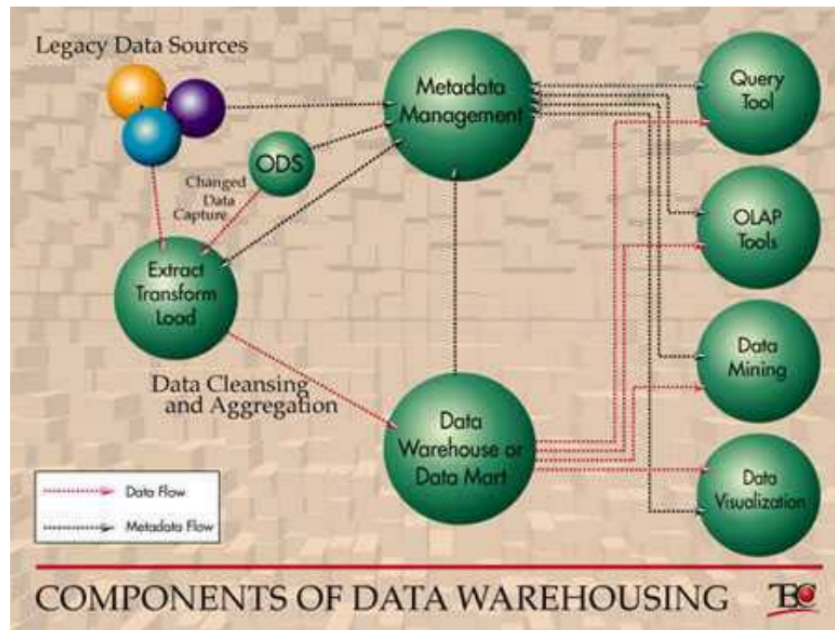 Legacy Data Sources
Metadata
Management
Query
Tool
ODS
Changed
Data
Capture
OLAP
Tools
Extract
Transform
Load
Data
Mining
Data Cleansing
and Aggregation
Data
Warehouse or
Data Mart
Data
Visualization
Data Flow
Metadata Flow
COMPONENTS OF DATA WAREHOUSING
TEC